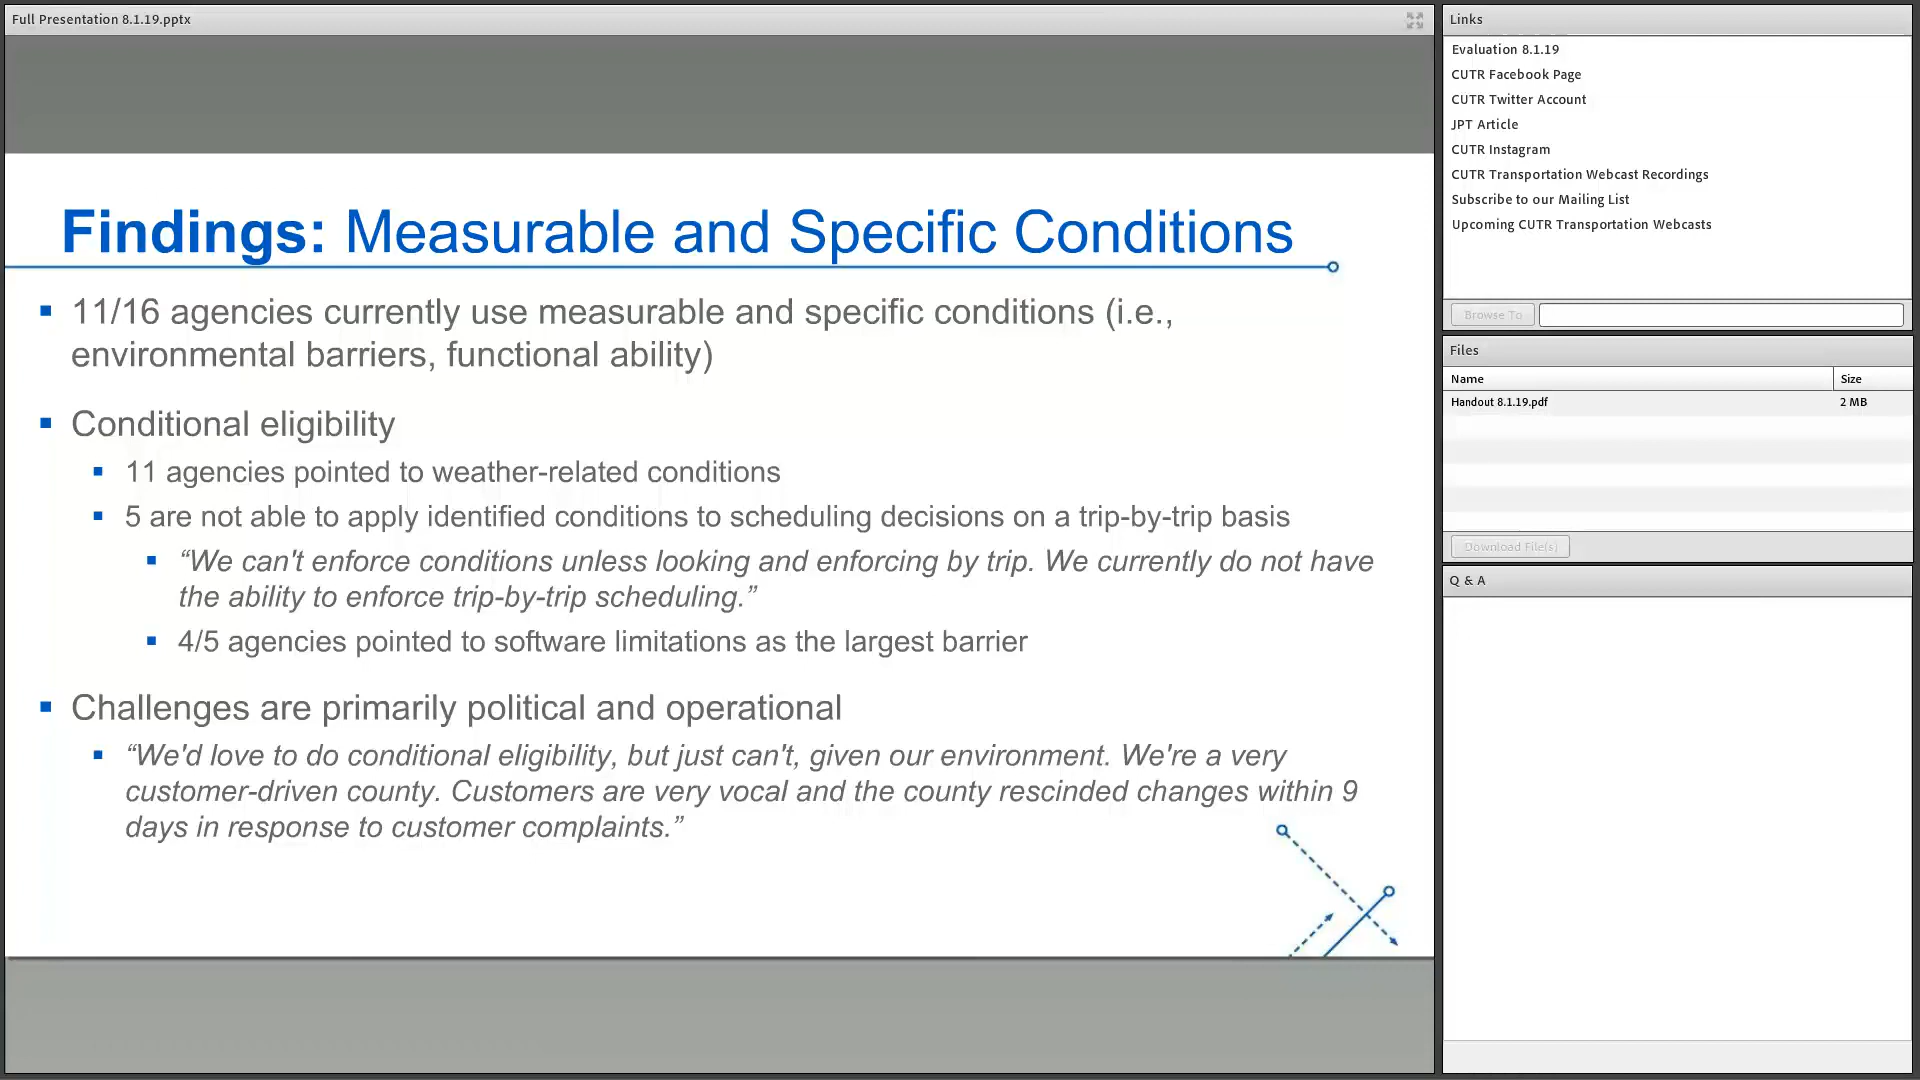 Full Presentation 8.1.19.pptx
Findings: Measurable and Specific Conditions
▪ 11/16 agencies currently use measurable and specific conditions (i.e.,
environmental barriers, functional ability)
▪ Conditional eligibility
▪ 11 agencies pointed to weather-related conditions
▪ 5 are not able to apply identified conditions to scheduling decisions on a trip-by-trip basis
▪ “We can't enforce conditions unless looking and enforcing by trip. We currently do not have
the ability to enforce trip-by-trip scheduling.”
▪ 4/5 agencies pointed to software limitations as the largest barrier
▪ Challenges are primarily political and operational
▪ “We'd love to do conditional eligibility, but just can't, given our environment. We're a very
customer-driven county. Customers are very vocal and the county rescinded changes within 9
days in response to customer complaints.”
Links
Evaluation 8.1.19
CUTR Facebook Page
CUTR Twitter Account
JPT Article
CUTR Instagram
CUTR Transportation Webcast Recordings
Subscribe to our Mailing List
Upcoming CUTR Transportation Webcasts
Browse To
Files
Name Size
Handout 8.1.19.pdf 2 MB
Download File(s)
Q & A